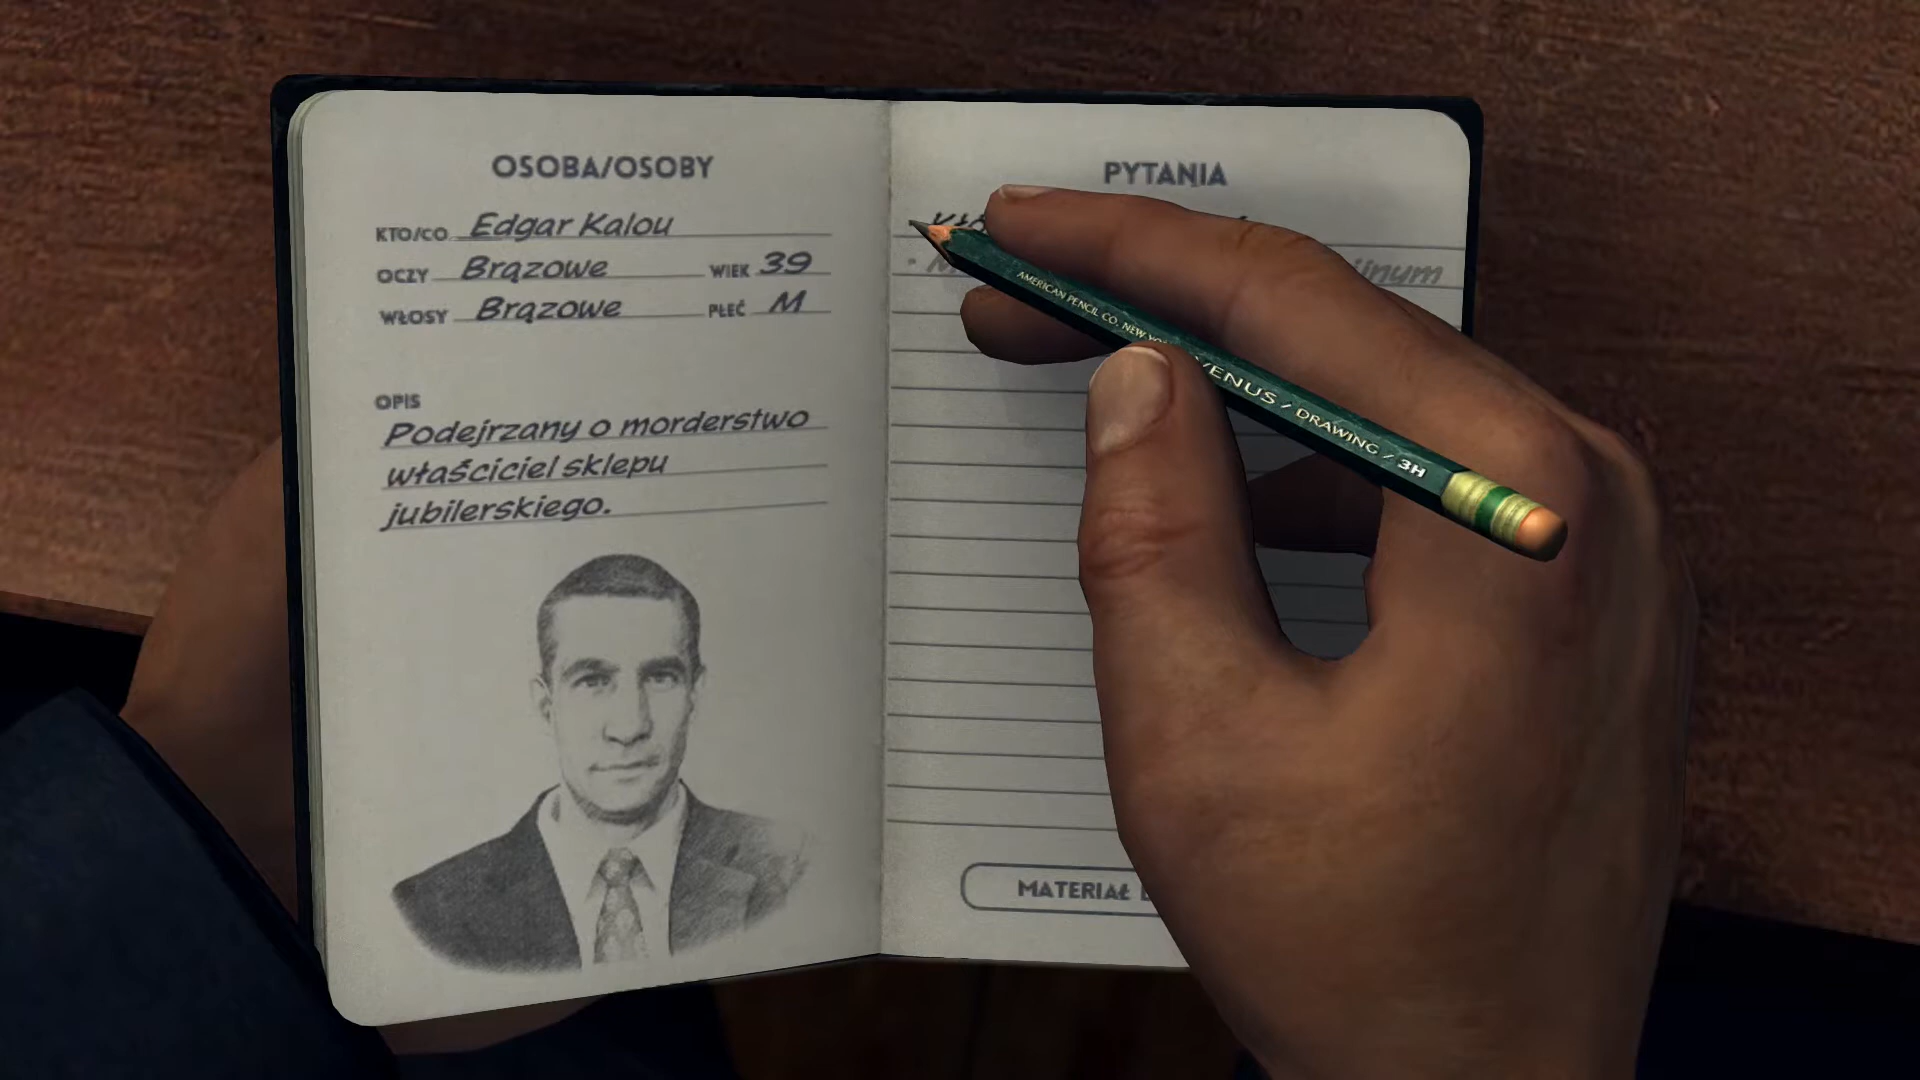 OSOBA/OSOBY
KTO/CO Edgar Kalou
OCZY Brązowe WIEK 39
WŁOSY Brązowe PŁEĆ M
OPIS
Podejrzany o morderstwo
właściciel sklepu
jubilerskiego.
PYTANIA
MATERIAŁ
AMERICAN PENCIL CO. NEW VENUS / DRAWING / 3H